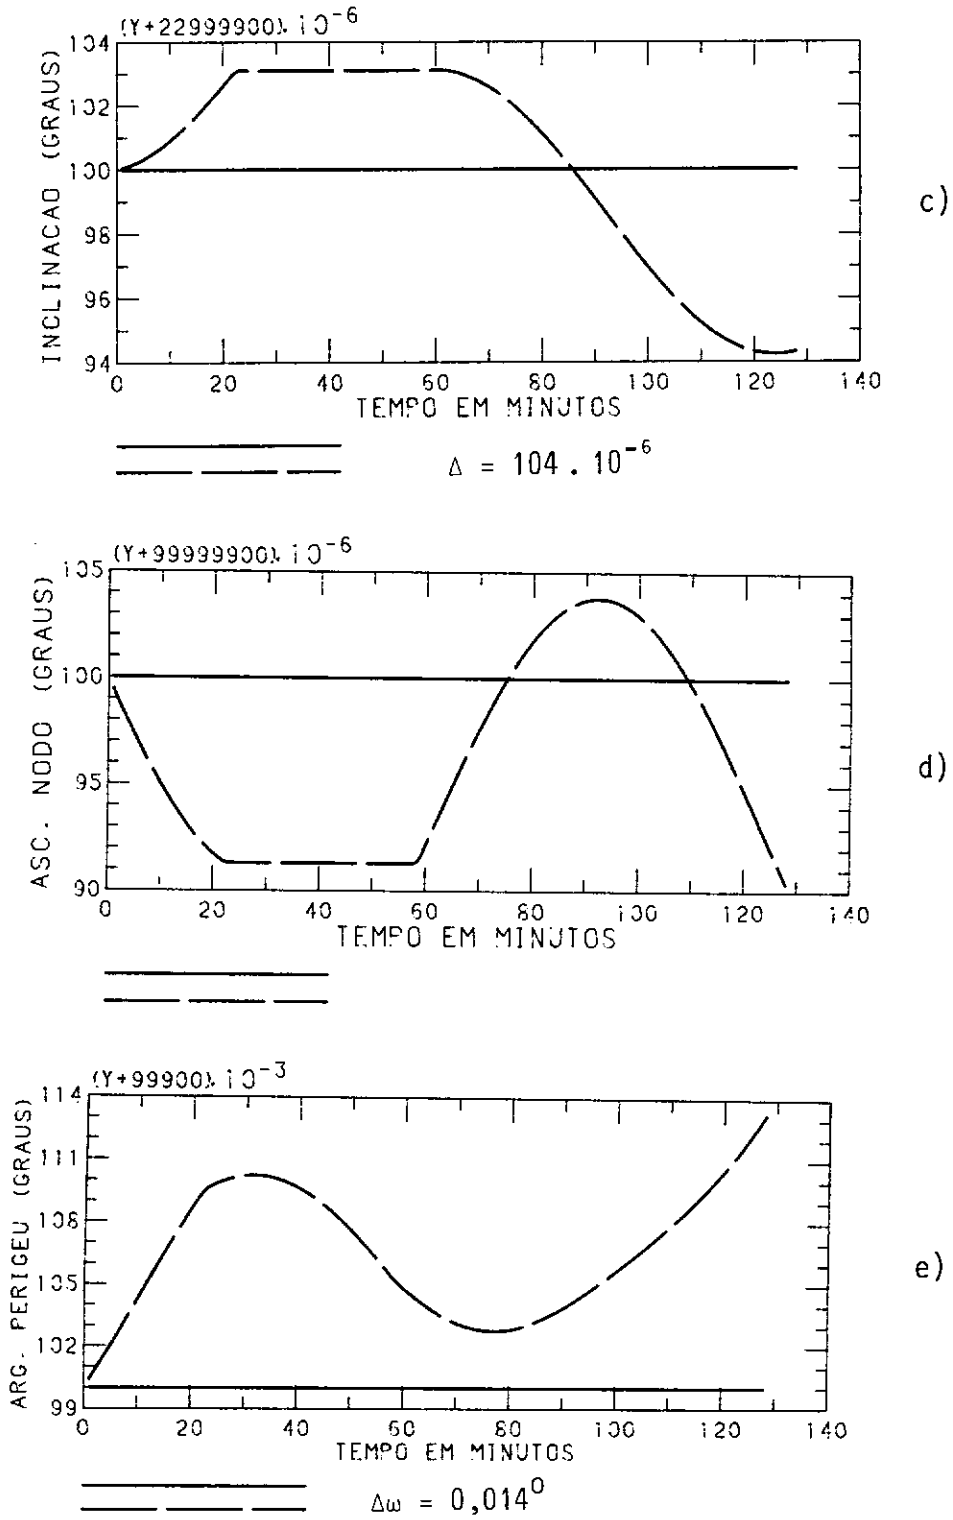 (Y+22999900).10-6
INCLINACAO (GRAUS)
104
102
100
98
96
94
0 20 40 60 80 100 120 140
TEMPO EM MINUTOS
c)
Δ = 104 . 10-6
(Y+99999900).10-6
ASC. NODO (GRAUS)
105
100
95
90
0 20 40 60 80 100 120 140
TEMPO EM MINUTOS
d)
(Y+99900).10-3
ARG. PERIGEU (GRAUS)
114
111
108
105
102
99
0 20 40 60 80 100 120 140
TEMPO EM MINUTOS
e)
Δω = 0,014⁰